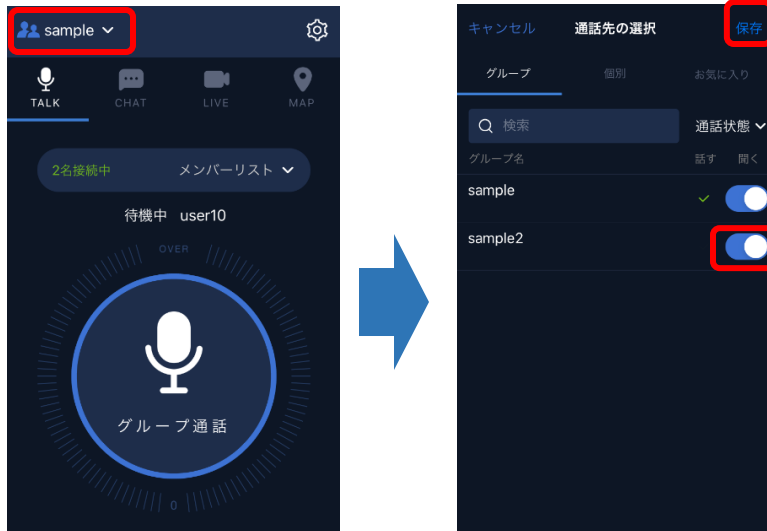 sample
TALK CHAT LIVE MAP
2名接続中 メンバーリスト
待機中 user10
OVER
グループ通話
0
キャンセル 通話先の選択 保存
グループ 個別 お気に入り
検索 通話状態
グループ名 話す 聞く
sample
sample2